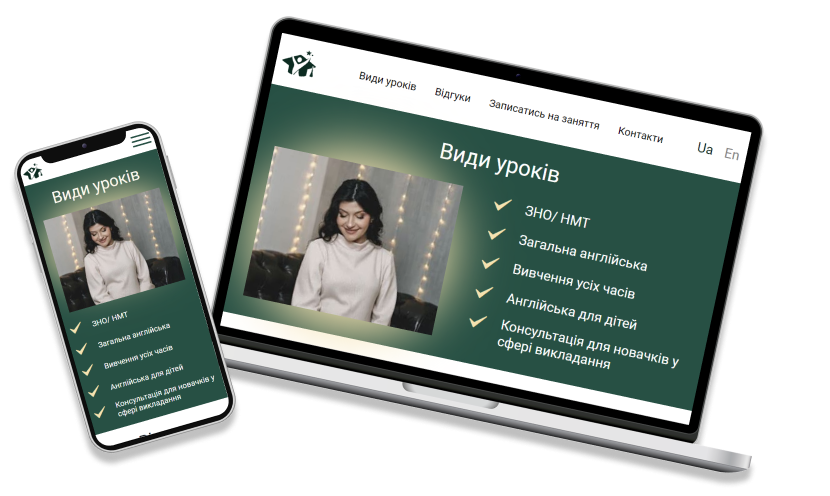 Види уроків
ЗНО/ НМТ
Загальна англійська
Вивчення усіх часів
Англійська для дітей
Консультація для новачків у
сфері викладання
Види уроків Відгуки Записатись на заняття Контакти Ua En
Види уроків
ЗНО/ НМТ
Загальна англійська
Вивчення усіх часів
Англійська для дітей
Консультація для новачків у
сфері викладання